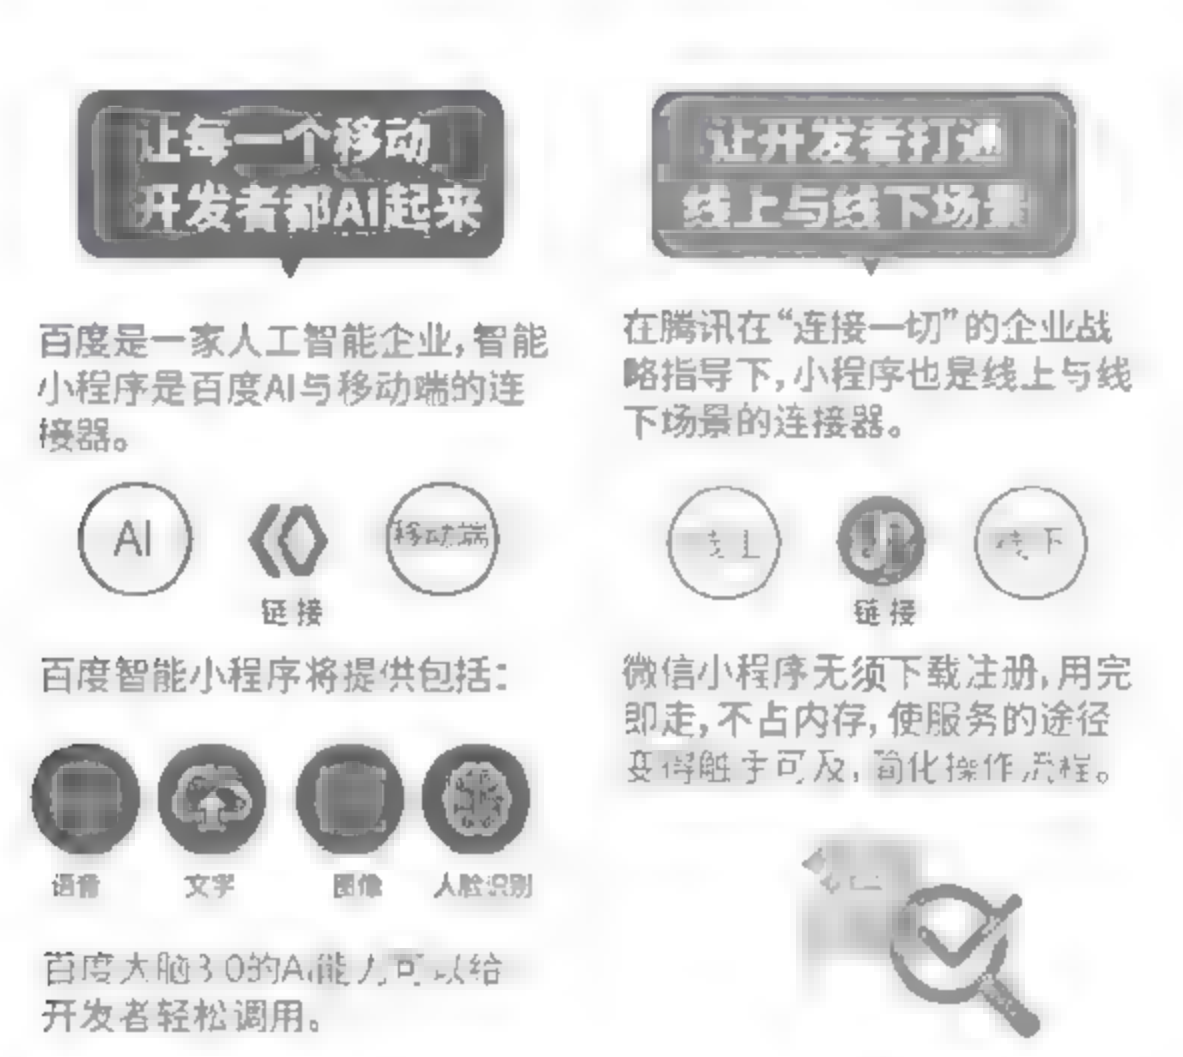 让每一个移动
开发者都AI起来
百度是一家人工智能企业,智能
小程序是百度AI与移动端的连
接器。
AI
移动端
链接
百度智能小程序将提供包括:
语音
文字
图像
人脸识别
百度大脑3.0的AI能力可以给
开发者轻松调用。
让开发者打通
线上与线下场景
在腾讯在“连接一切”的企业战
略指导下,小程序也是线上与线
下场景的连接器。
线上
线下
链接
微信小程序无须下载注册,用完
即走,不占内存,使服务的途径
变得触手可及,简化操作流程。